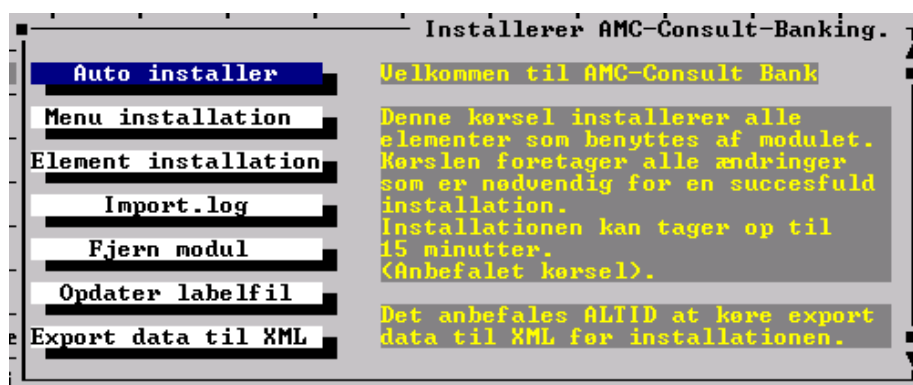 Installerer AMC-Consult-Banking.
Auto installer
Menu installation
Element installation
Import.log
Fjern modul
Opdater labelfil
Export data til XML
Velkommen til AMC-Consult Bank
Denne kørsel installerer alle
elementer som benyttes af modulet.
Kørslen foretager alle ændringer
som er nødvendig for en succesfuld
installation.
Installationen kan tager op til
15 minutter.
(Anbefalet kørsel).
Det anbefales ALTID at køre export
data til XML før installationen.